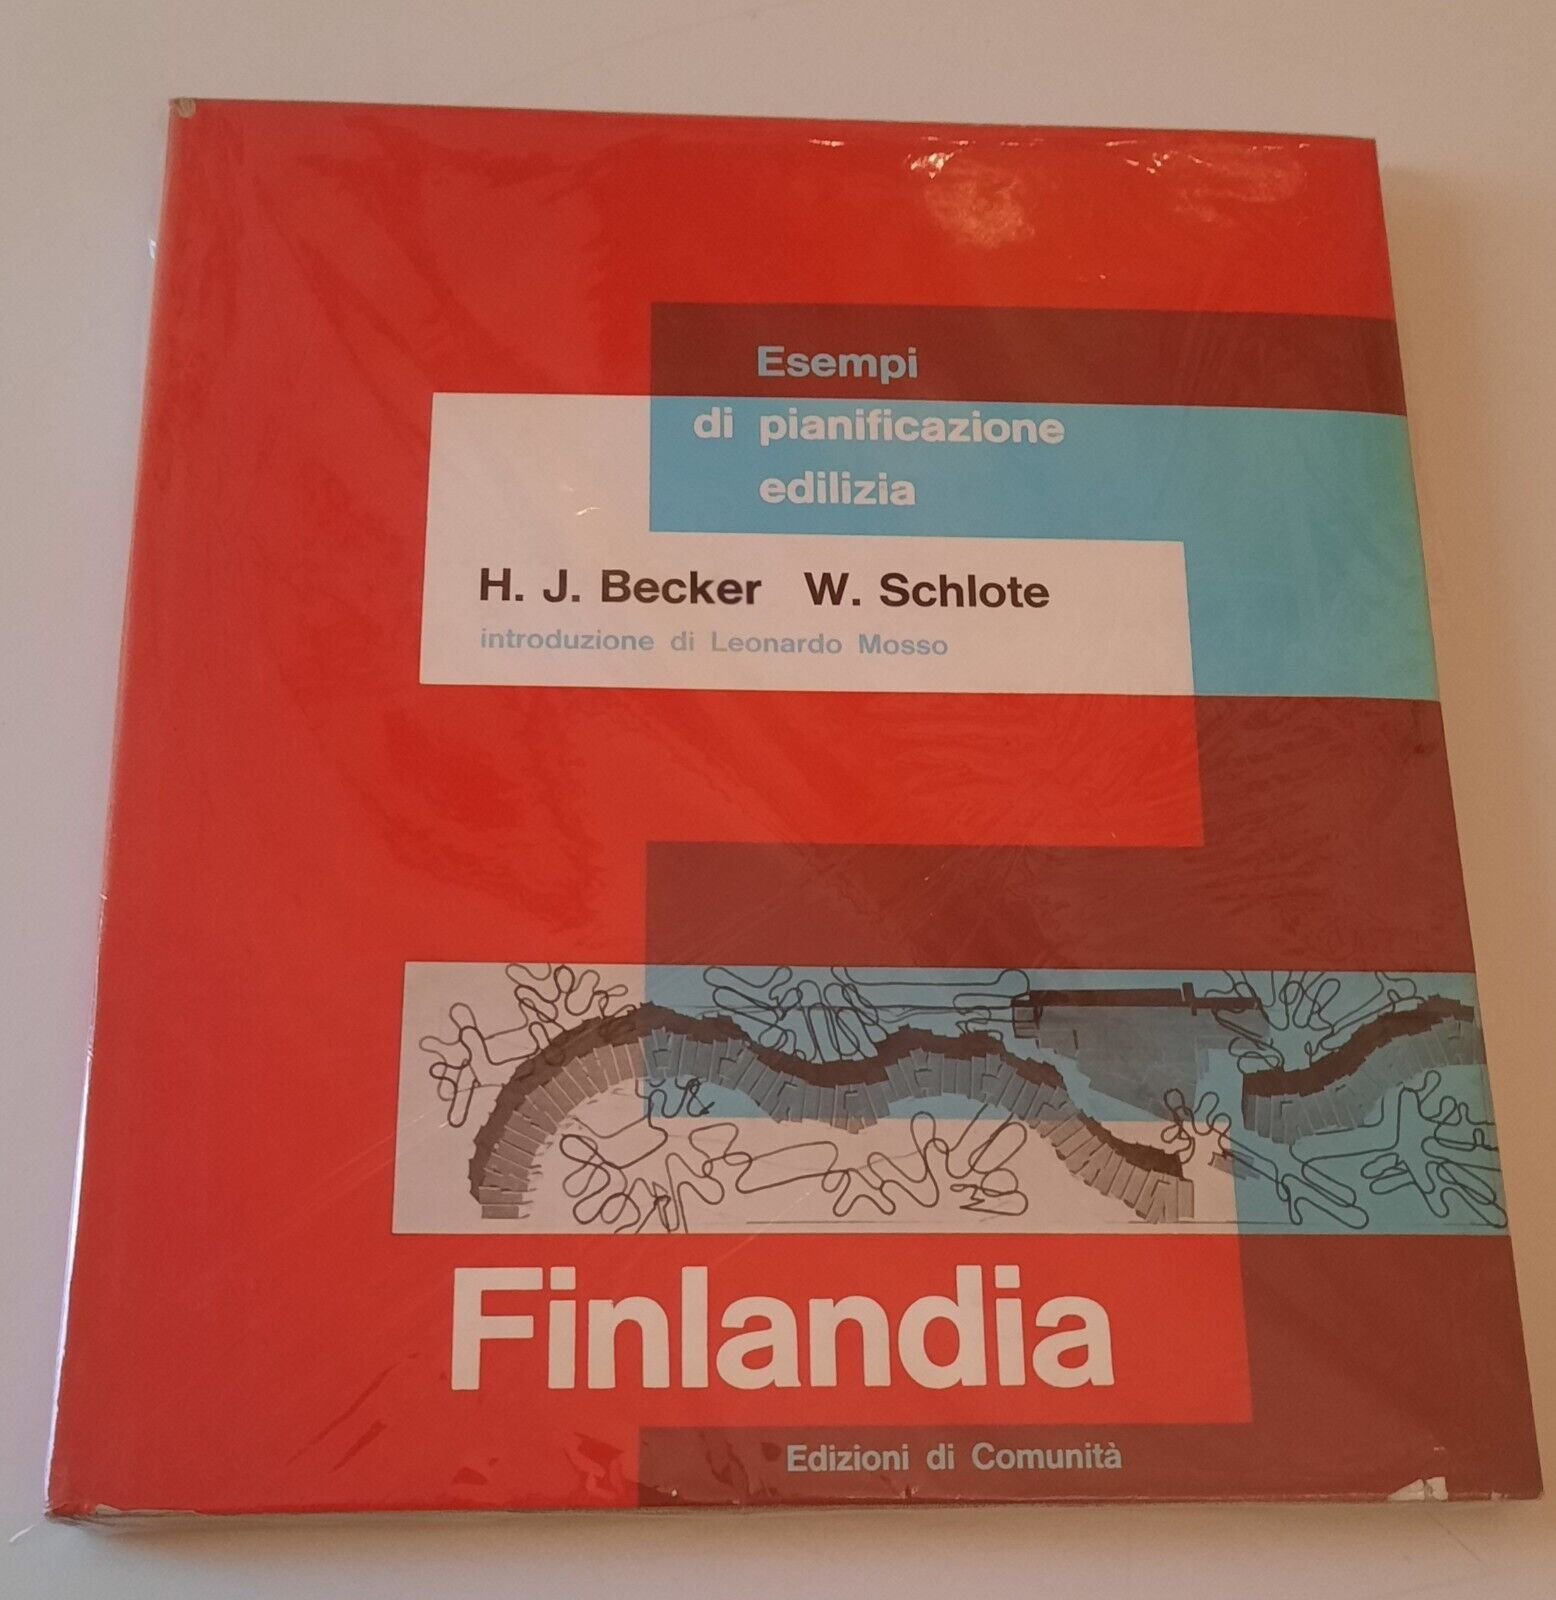 Esempi
di pianificazione
edilizia
H. J. Becker W. Schlote
introduzione di Leonardo Mosso
Finlandia
Edizioni di Comunità